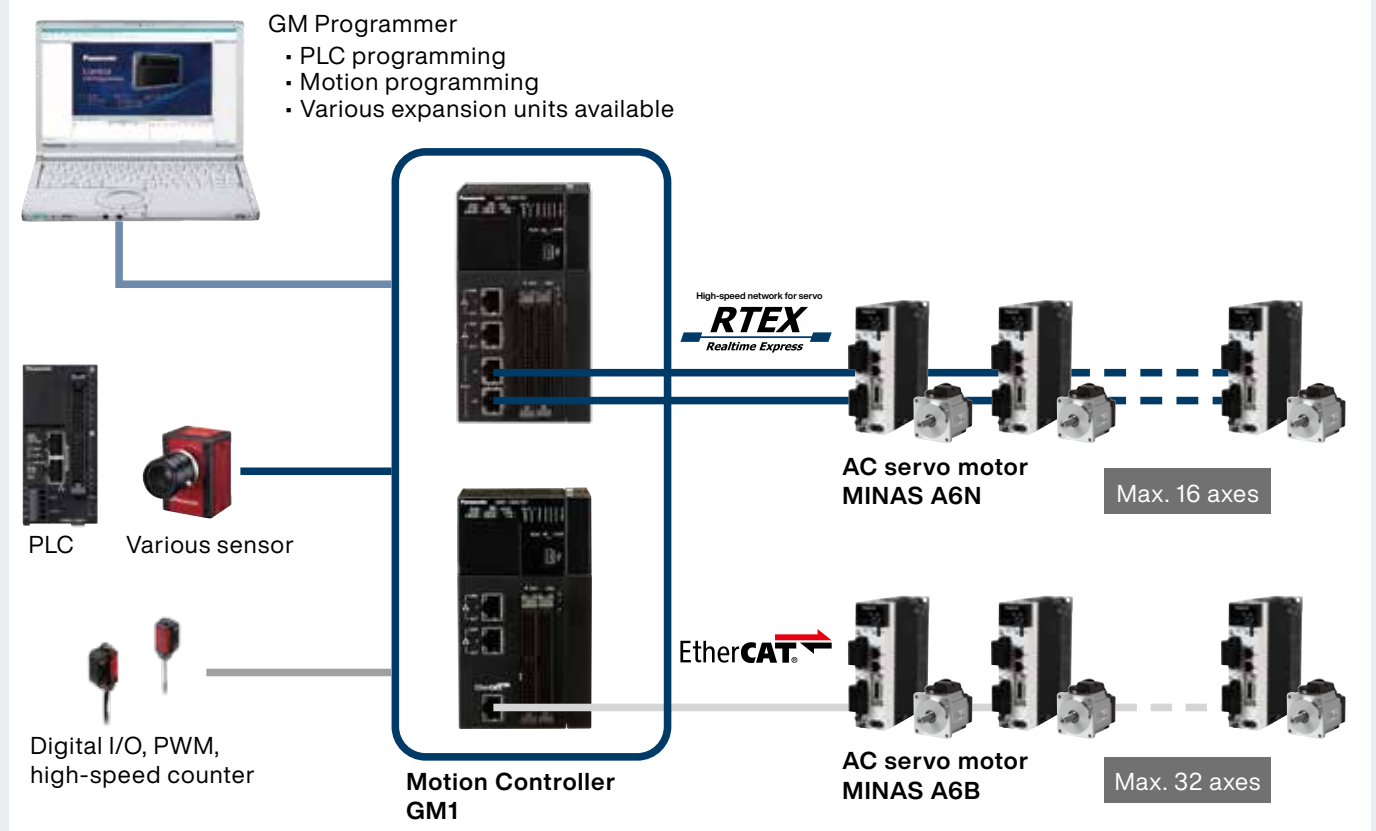 GM Programmer
· PLC programming
· Motion programming
· Various expansion units available
Panasonic
High-speed network for servo
RTEX
Realtime Express
AC servo motor
MINAS A6N
Max. 16 axes
PLC
Various sensor
EtherCAT®
EtherCAT
Digital I/O, PWM,
high-speed counter
Motion Controller
GM1
AC servo motor
MINAS A6B
Max. 32 axes